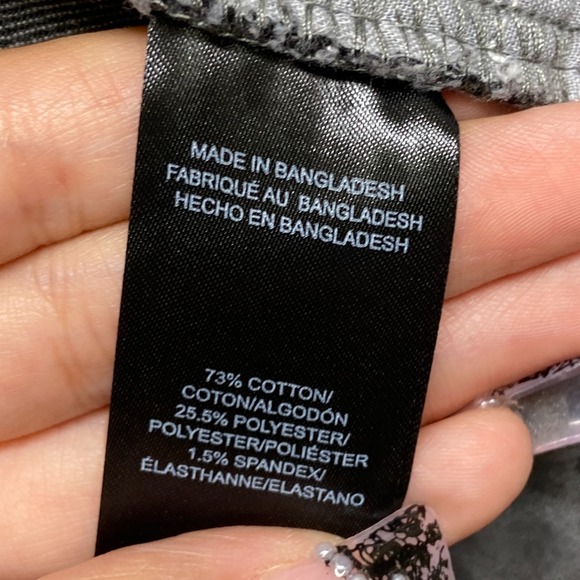 MADE IN BANGLADESH
FABRIQUÉ AU BANGLADESH
HECHO EN BANGLADESH
73% COTTON/
COTON/ALGODÓN
25.5% POLYESTER/
POLYESTER/POLIÉSTER
1.5% SPANDEX/
ÉLASTHANNE/ELASTANO